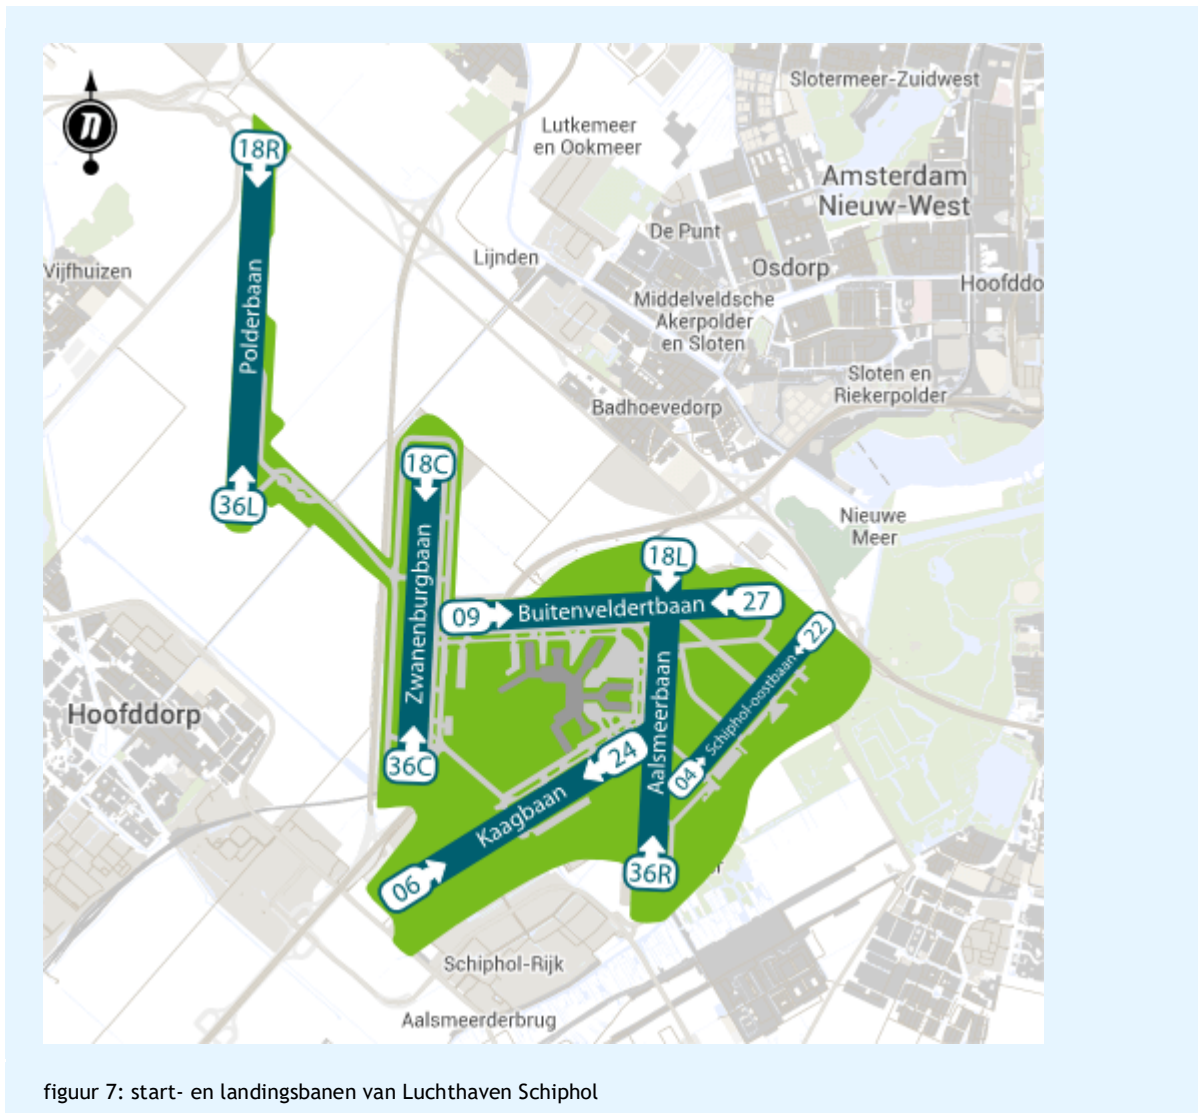 Slotermeer-Zuidwest
n
Lutkemeer
en Ookmeer
18R
Amsterdam
Nieuw-West
De Punt
Lijnden
Osdorp
Vijfhuizen
Hoofddo
Polderbaan
Middelveldsche
Akerpolder
en Sloten
Sloten en
Riekerpolder
Badhoevedorp
18C
36L
Nieuwe
Meer
18L
Zwanenburgbaan
09
Buitenveldertbaan
27
22
Schiphol-oostbaan
04
Aalsmeerbaan
Hoofddorp
24
36C
Kaagbaan
06
36R
Schiphol-Rijk
Aalsmeerderbrug
figuur 7: start- en landingsbanen van Luchthaven Schiphol